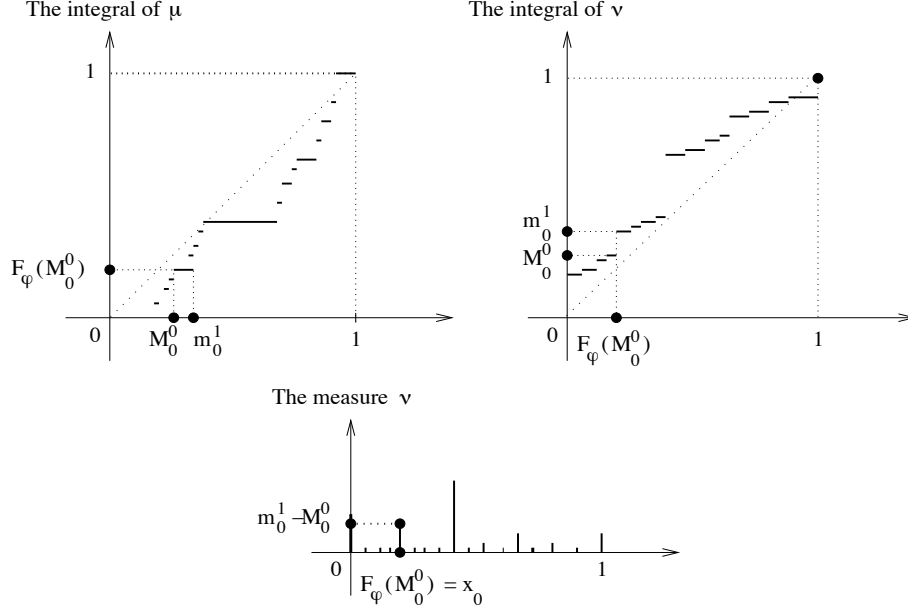 The integral of μ
The integral of ν
1
F_φ(M_0^0)
0
M_0^0
m_0^1
1
1
m_0^1
M_0^0
0
F_φ(M_0^0)
1
The measure ν
m_0^1 – M_0^0
0
1
F_φ(M_0^0) = x_0